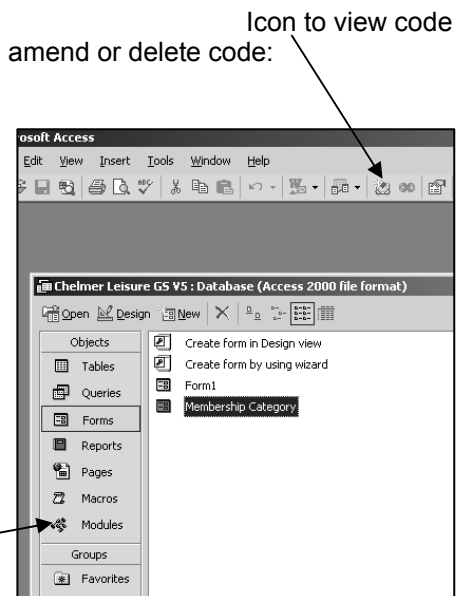 Icon to view code
amend or delete code:
osoft Access
Edit View Insert Tools Window Help
Chelmer Leisure GS V5 : Database (Access 2000 file format)
Open Design New
Objects
Create form in Design view
Tables
Create form by using wizard
Queries
Form1
Forms
Membership Category
Reports
Pages
Macros
Modules
Groups
Favorites